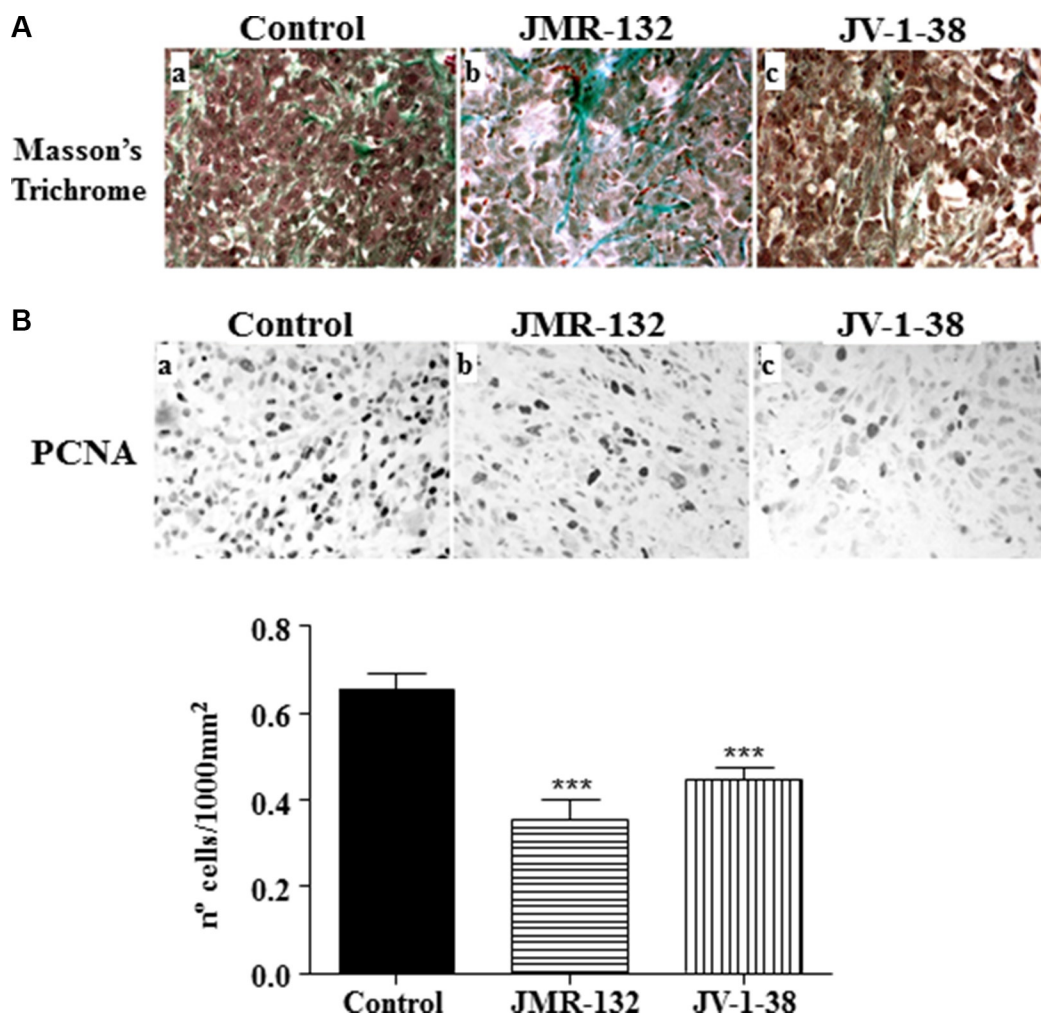 A
Control JMR-132 JV-1-38
a b c
Masson's
Trichrome
B
Control JMR-132 JV-1-38
a b c
PCNA
0.8
0.6
0.4
0.2
0.0
nº cells/1000mm²
***
***
Control JMR-132 JV-1-38